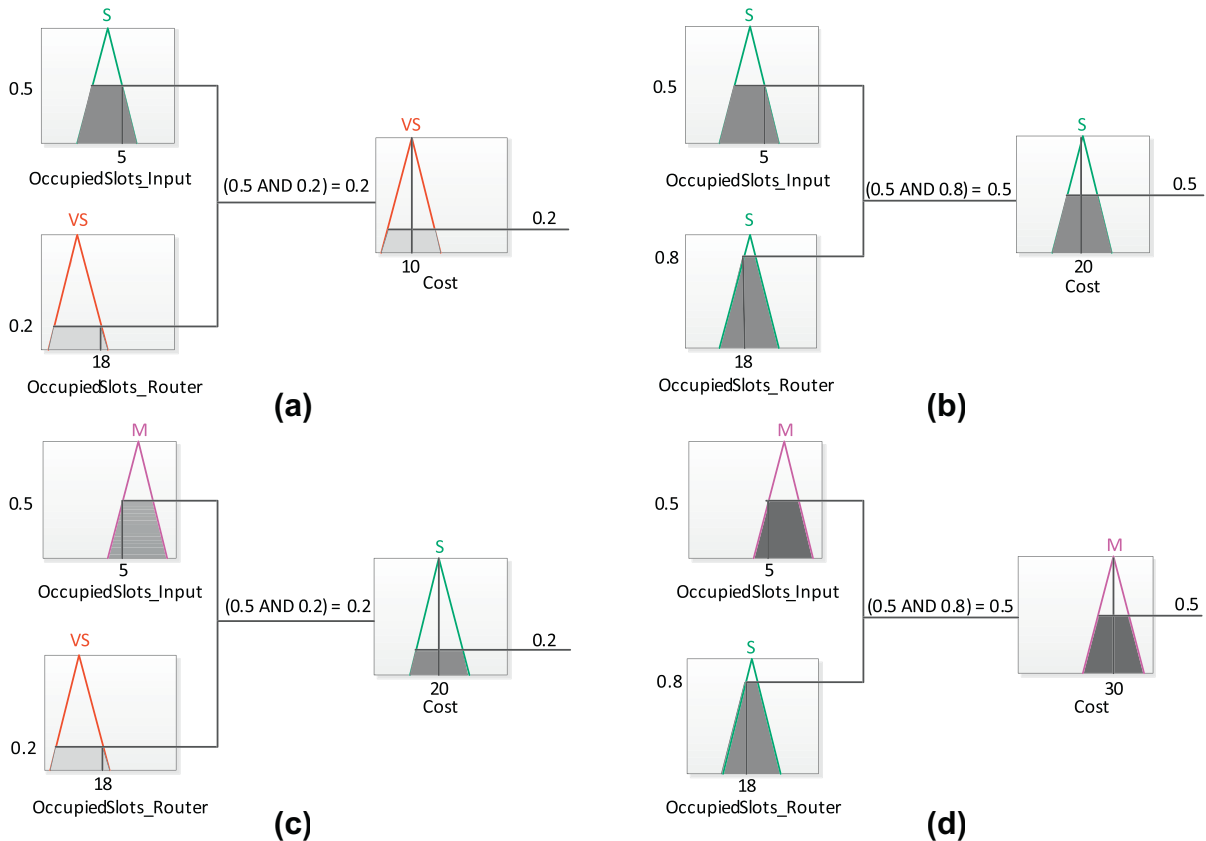 S
0.5
5
OccupiedSlots_Input
VS
0.2
18
OccupiedSlots_Router
(0.5 AND 0.2) = 0.2
VS
0.2
10
Cost
(a)
S
0.5
5
OccupiedSlots_Input
S
0.8
18
OccupiedSlots_Router
(0.5 AND 0.8) = 0.5
S
0.5
20
Cost
(b)
M
0.5
5
OccupiedSlots_Input
VS
0.2
18
OccupiedSlots_Router
(0.5 AND 0.2) = 0.2
S
0.2
20
Cost
(c)
M
0.5
5
OccupiedSlots_Input
S
0.8
18
OccupiedSlots_Router
(0.5 AND 0.8) = 0.5
M
0.5
30
Cost
(d)